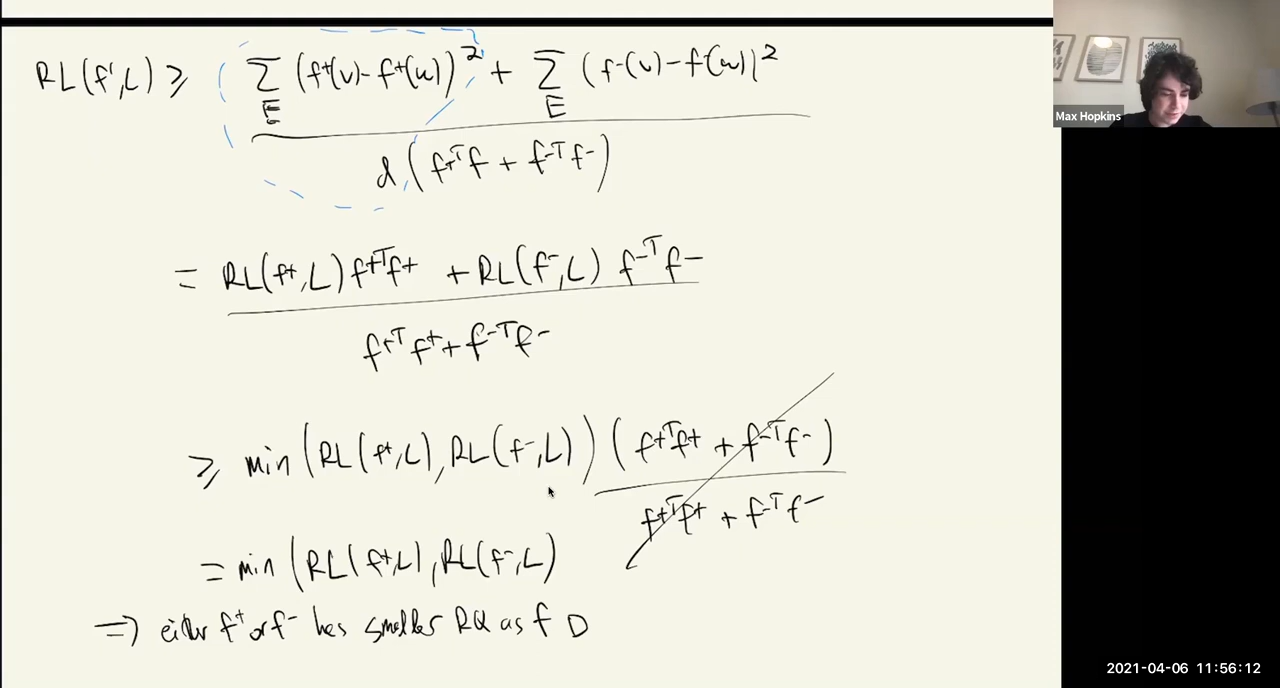 RL(f',L) ≥ Σ_E (f⁺(v)-f⁺(u))² + Σ_E (f⁻(v)-f⁻(u))²
d (f⁺ᵀf + f⁻ᵀf⁻)
= RL(f⁺,L) f⁺ᵀf⁺ + RL(f⁻,L) f⁻ᵀf⁻
f⁺ᵀf⁺ + f⁻ᵀf⁻
≥ min (RL(f⁺,L), RL(f⁻,L)) (f⁺ᵀf⁺ + f⁻ᵀf⁻)
f⁺ᵀf⁺ + f⁻ᵀf⁻
= min (RL(f⁺,L), RL(f⁻,L)
⇒ either f⁺ or f⁻ has smaller RQ as f □
Max Hopkins
2021-04-06 11:56:12